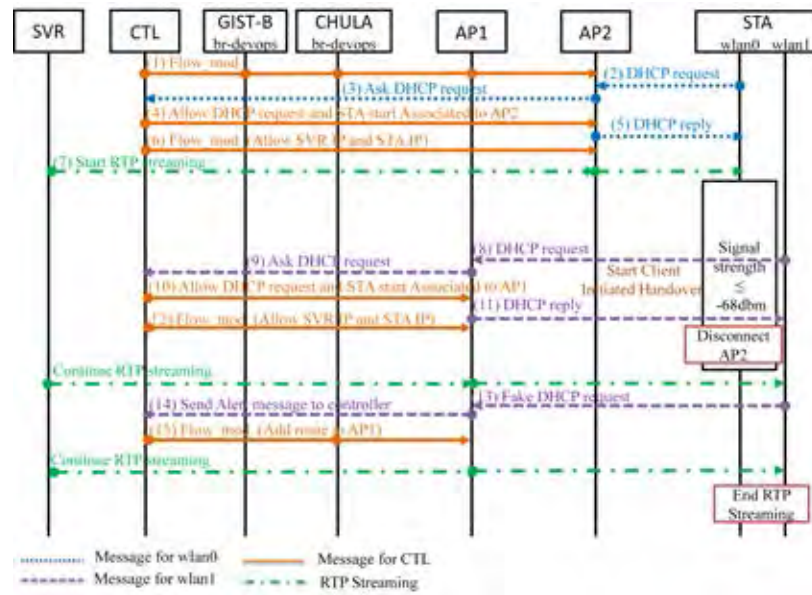 SVR
CTL
GIST-B
br-devops
CHULA
br-devops
AP1
AP2
STA
wlan0 wlan1
(1) Flow_mod
(2) DHCP request
(3) Ask DHCP request
(4) Allow DHCP request and STA start Associated to AP2
(5) DHCP reply
(6) Flow_mod (Allow SVR IP and STA IP)
(7) Start RTP streaming
Signal
strength
≤
-68dbm
(8) DHCP request
(9) Ask DHCP request
Start Client
Initiated Handover
(10) Allow DHCP request and STA start Associated to AP1
(11) DHCP reply
Flow_mod (Allow SVR IP and STA IP)
Disconnect
AP2
Continue RTP streaming
Fake DHCP request
(14) Send Alert message to controller
(15) Flow_mod (Add route to AP1)
Continue RTP streaming
End RTP
Streaming
Message for wlan0
Message for CTL
Message for wlan1
RTP Streaming